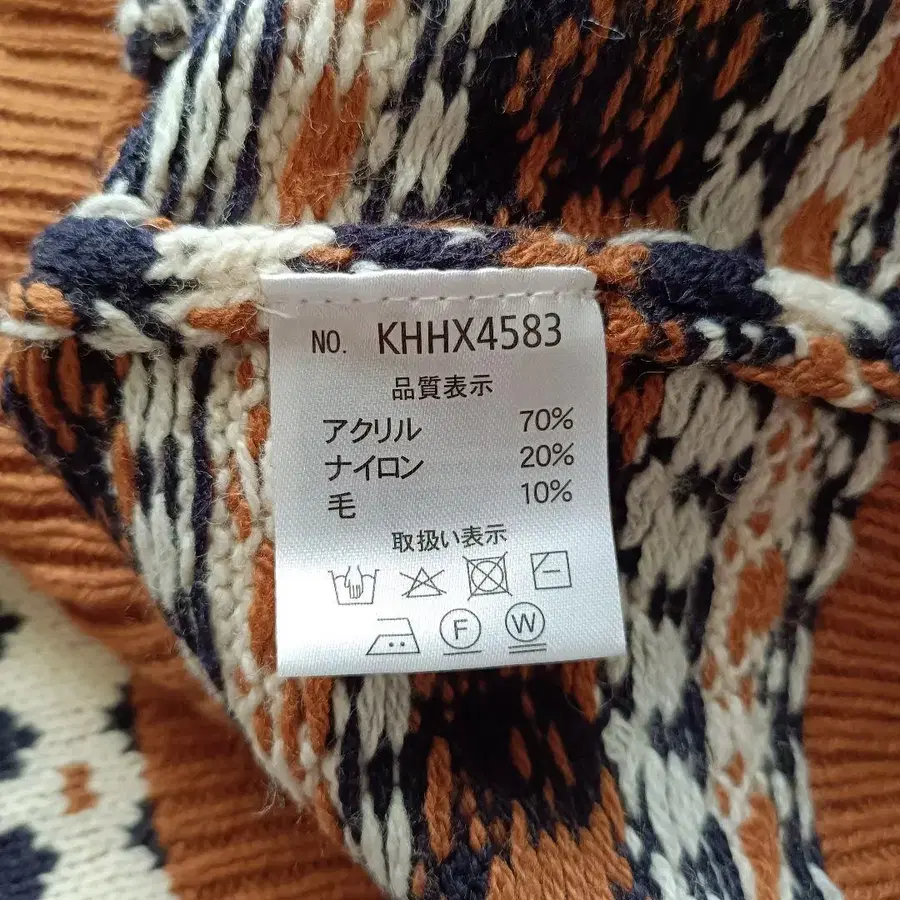 NO. KHHX4583
品質表示
アクリル 70%
ナイロン 20%
毛 10%
取扱い表示
F W